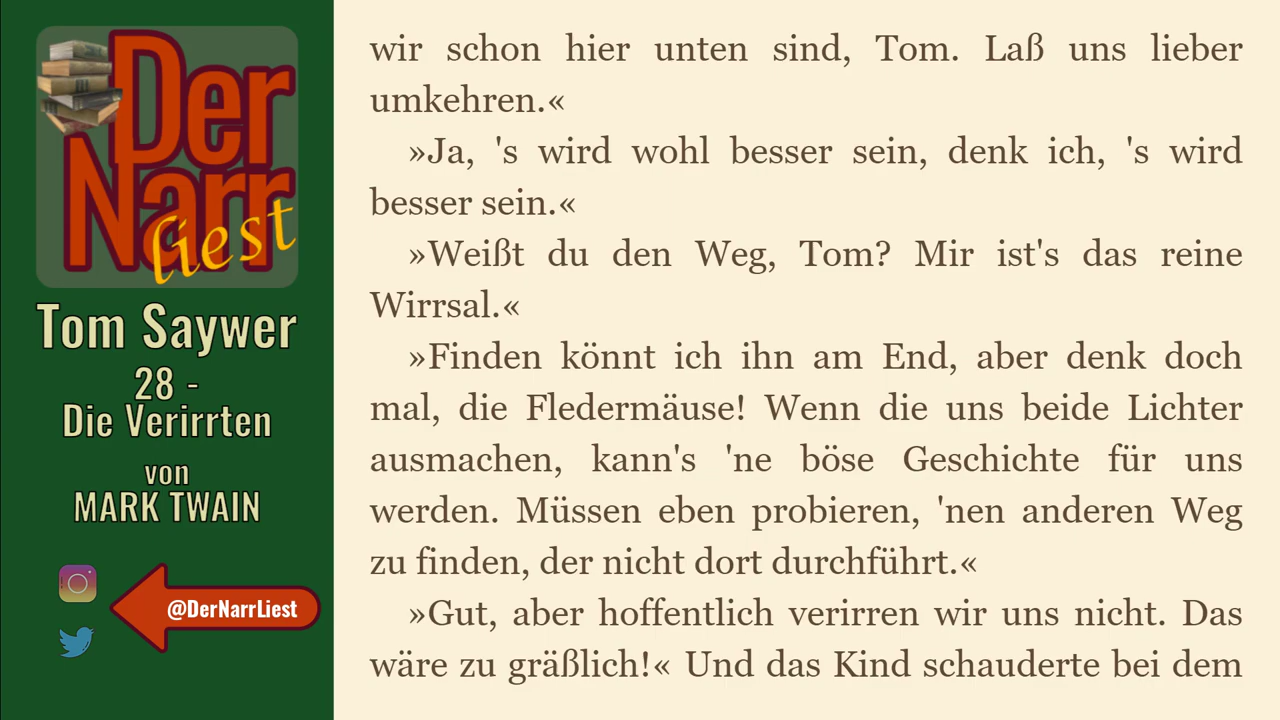 Der
Narr
liest
Tom Saywer
28 -
Die Verirrten
von
MARK TWAIN
@DerNarrLiest
wir schon hier unten sind, Tom. Laß uns lieber
umkehren.«
»Ja, 's wird wohl besser sein, denk ich, 's wird
besser sein.«
»Weißt du den Weg, Tom? Mir ist's das reine
Wirrsal.«
»Finden könnt ich ihn am End, aber denk doch
mal, die Fledermäuse! Wenn die uns beide Lichter
ausmachen, kann's 'ne böse Geschichte für uns
werden. Müssen eben probieren, 'nen anderen Weg
zu finden, der nicht dort durchführt.«
»Gut, aber hoffentlich verirren wir uns nicht. Das
wäre zu gräßlich!« Und das Kind schauderte bei dem